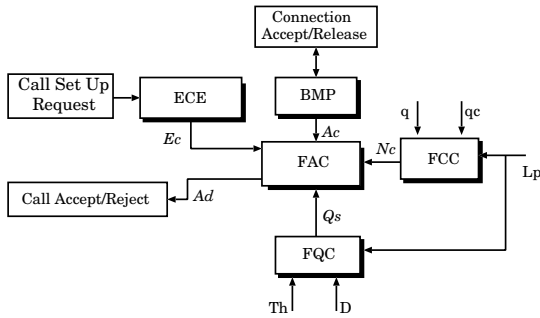 Connection
Accept/Release
Call Set Up
Request
ECE
BMP
q
qc
Ec
Ac
Nc
FAC
FCC
Lp
Call Accept/Reject
Ad
Qs
FQC
Th
D